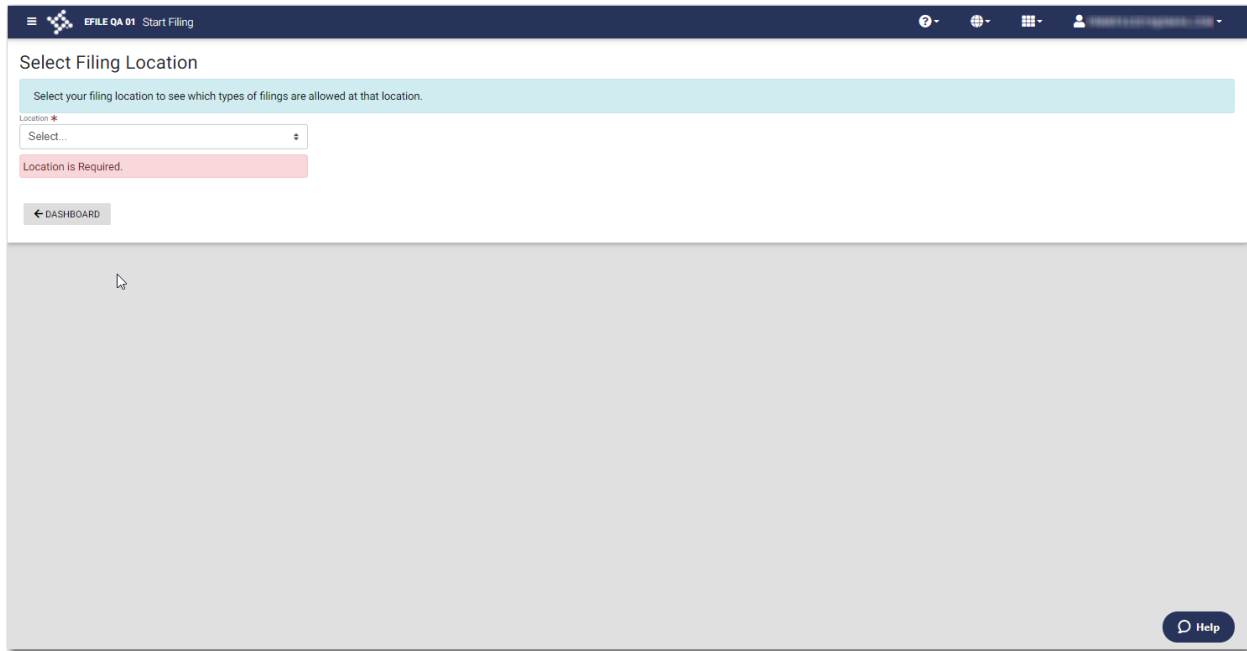 EFILE QA 01 Start Filing
Select Filing Location
Select your filing location to see which types of filings are allowed at that location.
Location *
Select...
Location is Required.
DASHBOARD
Help